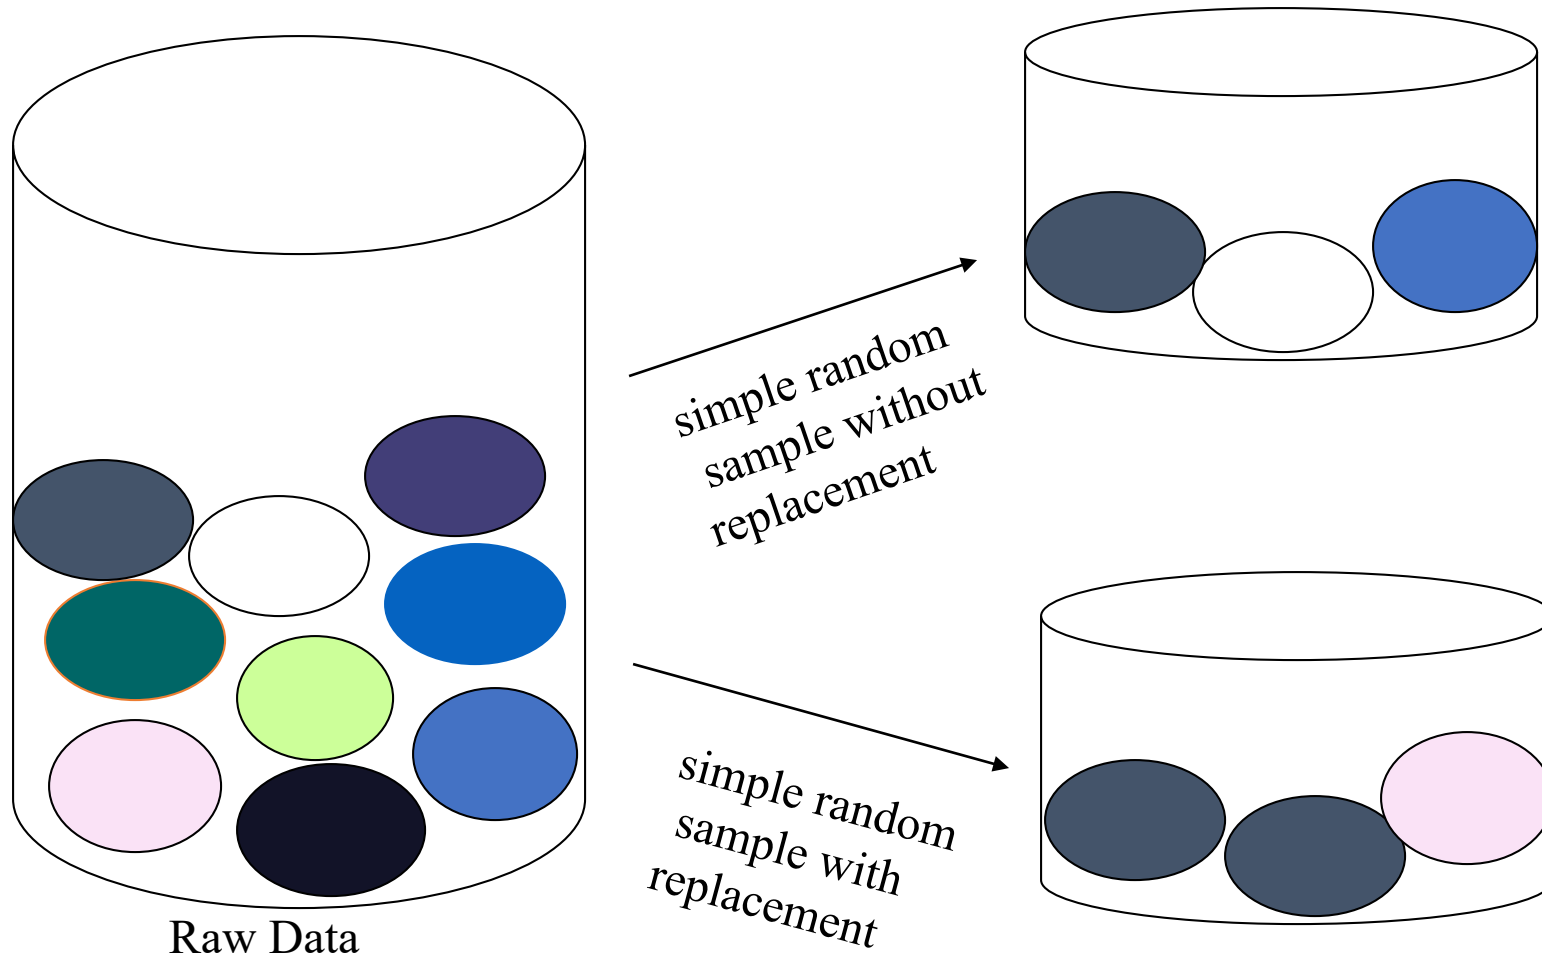 simple random
sample without
replacement
simple random
sample with
replacement
Raw Data